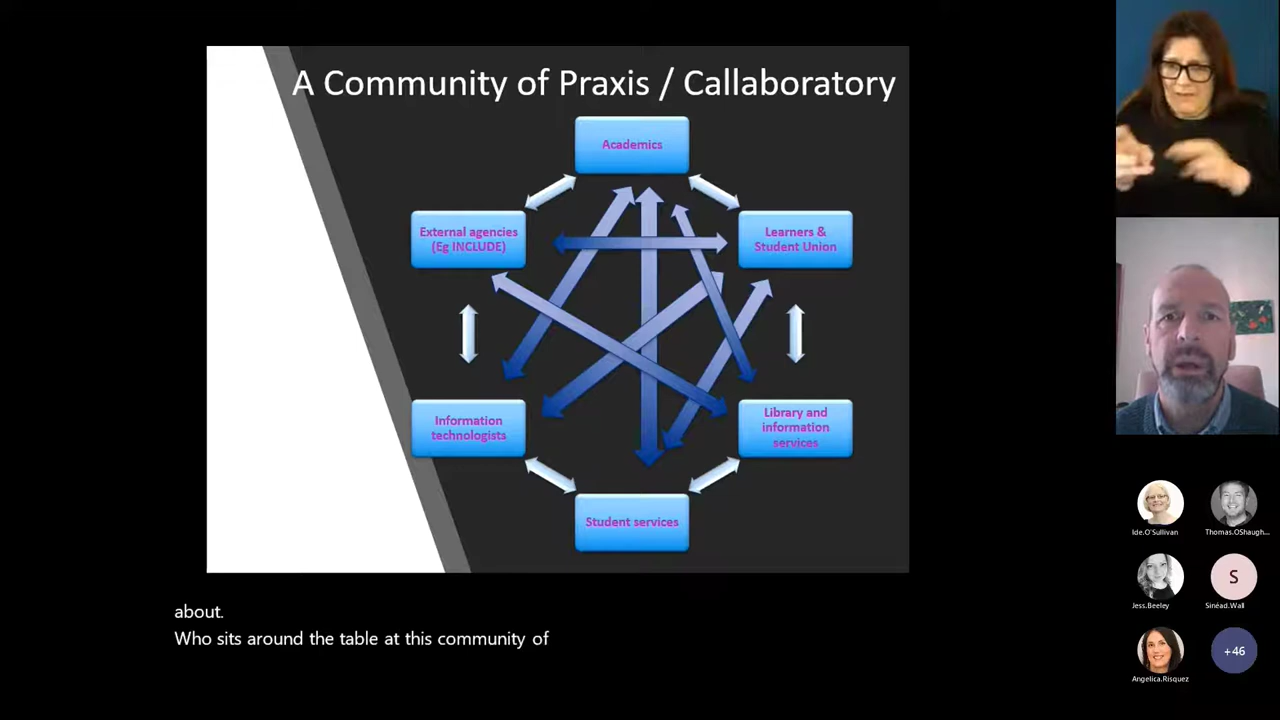 A Community of Praxis / Callaboratory
Academics
External agencies
(Eg INCLUDE)
Learners &
Student Union
Information
technologists
Library and
information
services
Student services
about.
Who sits around the table at this community of
Ide.O'Sullivan
Thomas.OShaugh...
Jess.Beeley
S
Sinéad.Wall
Angelica.Risquez
+46